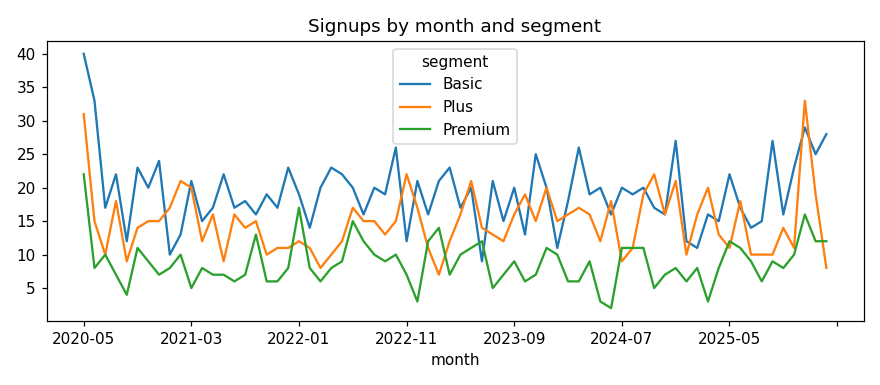 Signups by month and segment
segment
Basic
Plus
Premium
40
35
30
25
20
15
10
5
2020-05 2021-03 2022-01 2022-11 2023-09 2024-07 2025-05
month